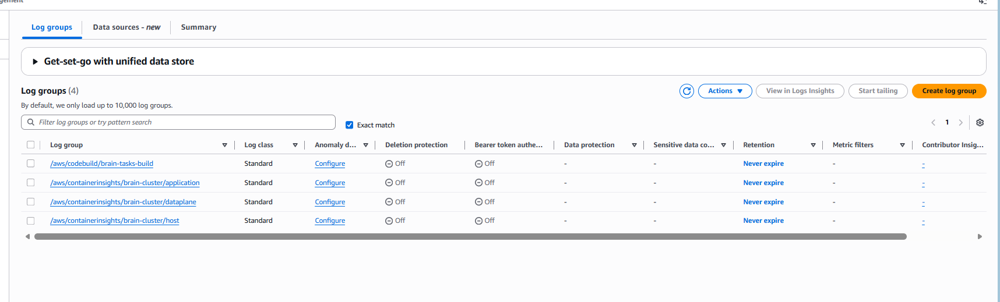 gement
Log groups Data sources - new Summary
Get-set-go with unified data store
Log groups (4) Actions View in Logs Insights Start tailing Create log group
By default, we only load up to 10,000 log groups.
Filter log groups or try pattern search Exact match 1
Log group Log class Anomaly d... Deletion protection Bearer token authe... Data protection Sensitive data co... Retention Metric filters Contributor Insig...
/aws/codebuild/brain-tasks-build Standard Configure Off Off - - Never expire - -
/aws/containerinsights/brain-cluster/application Standard Configure Off Off - - Never expire - -
/aws/containerinsights/brain-cluster/dataplane Standard Configure Off Off - - Never expire - -
/aws/containerinsights/brain-cluster/host Standard Configure Off Off - - Never expire - -